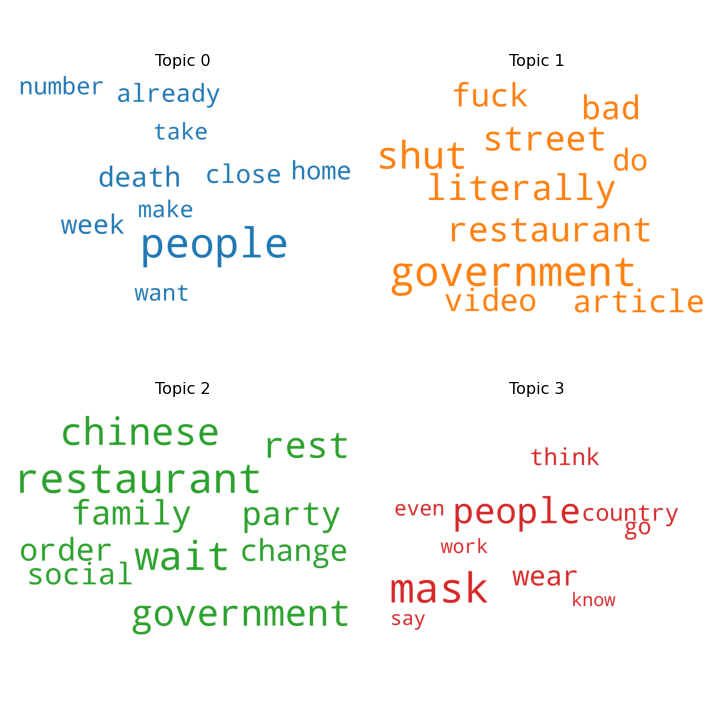 Topic 0
number
already
take
death
close
home
make
week
people
want
Topic 1
fuck
bad
street
shut
do
literally
restaurant
government
video
article
Topic 2
chinese
rest
restaurant
family
party
order
wait
change
social
government
Topic 3
think
even
people
country
go
work
wear
mask
know
say